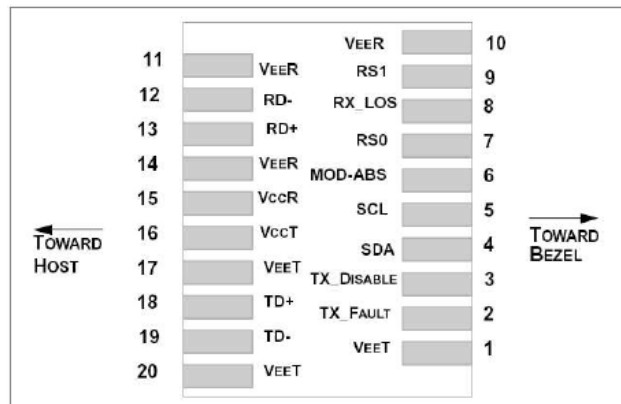 11 VEER
12 RD-
13 RD+
14 VEER
15 VCCR
16 VCCT
17 VEET
18 TD+
19 TD-
20 VEET
VEER 10
RS1 9
RX_LOS 8
RS0 7
MOD-ABS 6
SCL 5
SDA 4
TX_DISABLE 3
TX_FAULT 2
VEET 1
TOWARD
HOST
TOWARD
BEZEL